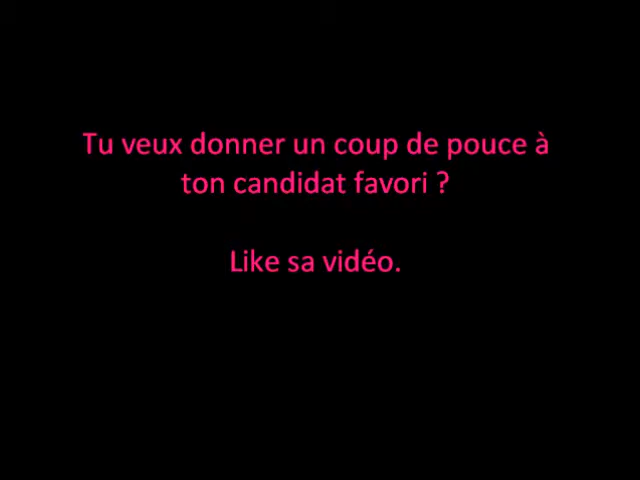 Tu veux donner un coup de pouce à
ton candidat favori ?
Like sa vidéo.